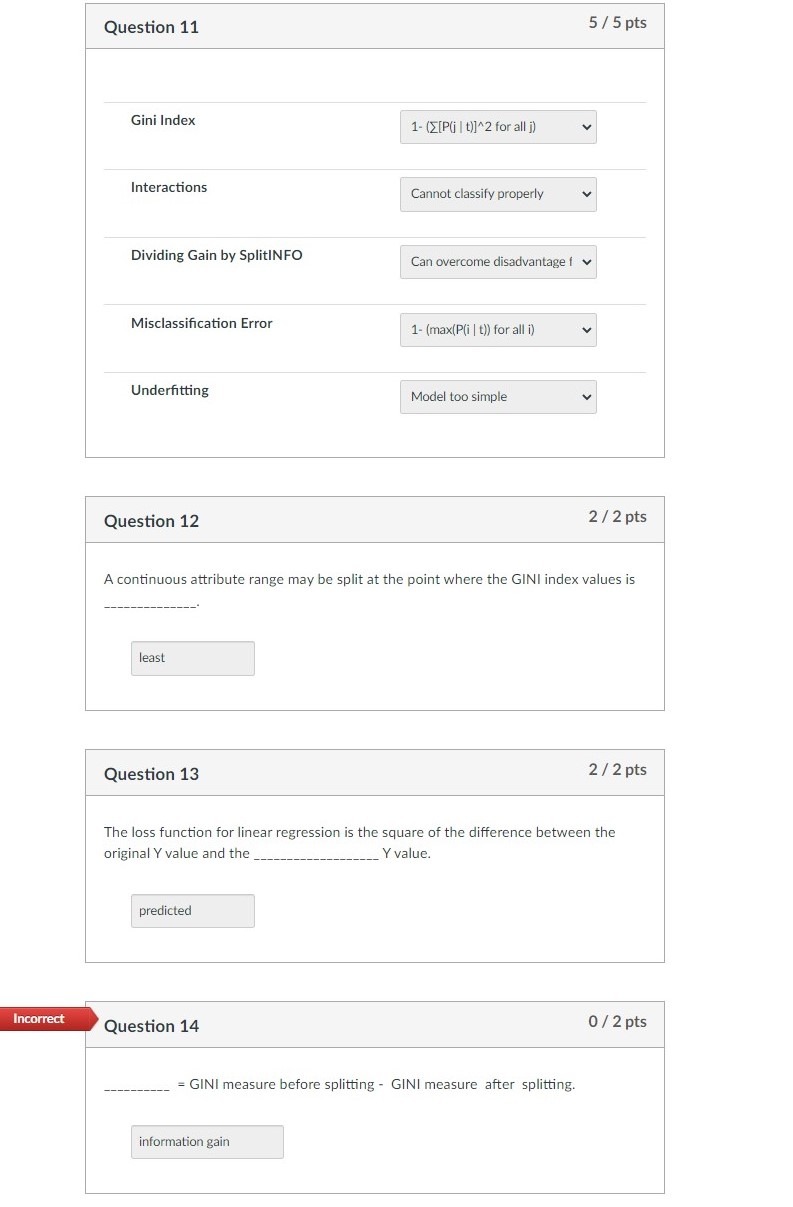 Question 11
5 / 5 pts
Gini Index
1- (∑[P(j | t)]^2 for all j)
Interactions
Cannot classify properly
Dividing Gain by SplitINFO
Can overcome disadvantage f
Misclassification Error
1- (max(P(i | t)) for all i)
Underfitting
Model too simple
Question 12
2 / 2 pts
A continuous attribute range may be split at the point where the GINI index values is
______________.
least
Question 13
2 / 2 pts
The loss function for linear regression is the square of the difference between the
original Y value and the ___________________ Y value.
predicted
Incorrect
Question 14
0 / 2 pts
__________ = GINI measure before splitting - GINI measure after splitting.
information gain